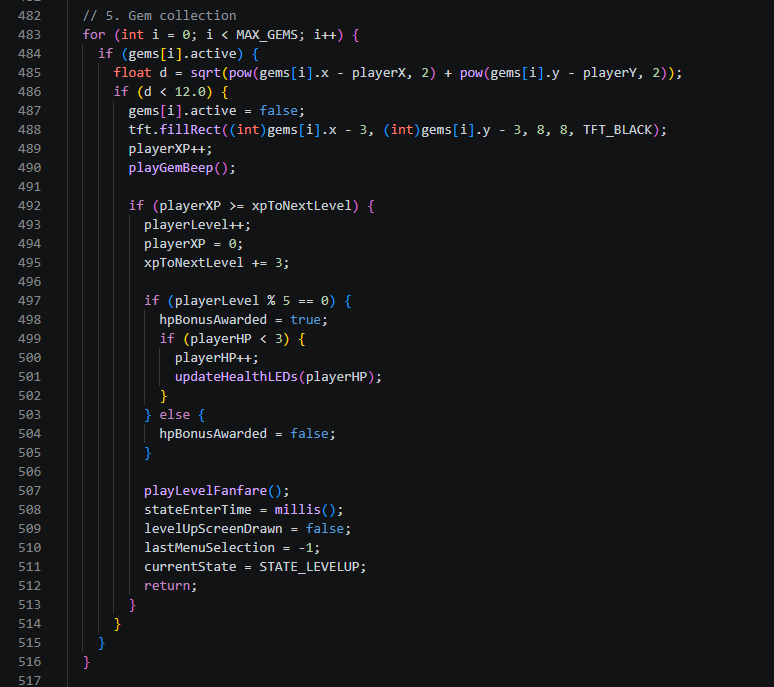 482 // 5. Gem collection
483 for (int i = 0; i < MAX_GEMS; i++) {
484 if (gems[i].active) {
485 float d = sqrt(pow(gems[i].x - playerX, 2) + pow(gems[i].y - playerY, 2));
486 if (d < 12.0) {
487 gems[i].active = false;
488 tft.fillRect((int)gems[i].x - 3, (int)gems[i].y - 3, 8, 8, TFT_BLACK);
489 playerXP++;
490 playGemBeep();
491
492 if (playerXP >= xpToNextLevel) {
493 playerLevel++;
494 playerXP = 0;
495 xpToNextLevel += 3;
496
497 if (playerLevel % 5 == 0) {
498 hpBonusAwarded = true;
499 if (playerHP < 3) {
500 playerHP++;
501 updateHealthLEDs(playerHP);
502 }
503 } else {
504 hpBonusAwarded = false;
505 }
506
507 playLevelFanfare();
508 stateEnterTime = millis();
509 levelUpScreenDrawn = false;
510 lastMenuSelection = -1;
511 currentState = STATE_LEVELUP;
512 return;
513 }
514 }
515 }
516 }
517